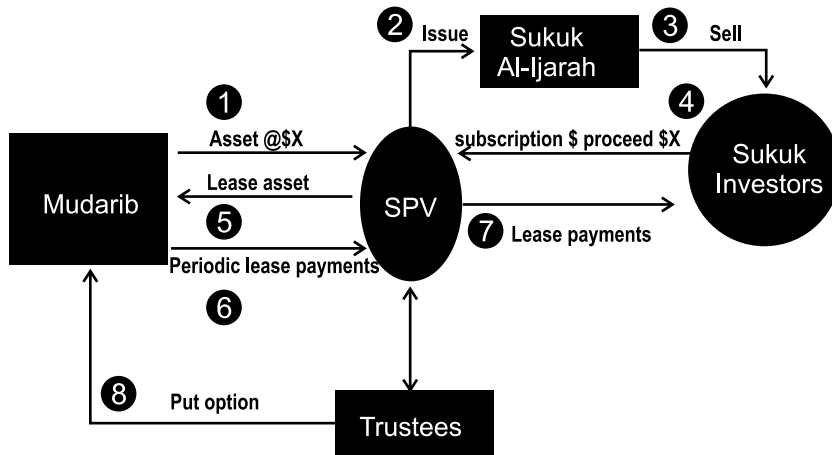 2
Issue
Sukuk
Al-Ijarah
3
Sell
1
Asset @$X
4
subscription $ proceed $X
Sukuk
Investors
Mudarib
Lease asset
SPV
5
7
Lease payments
Periodic lease payments
6
8
Put option
Trustees